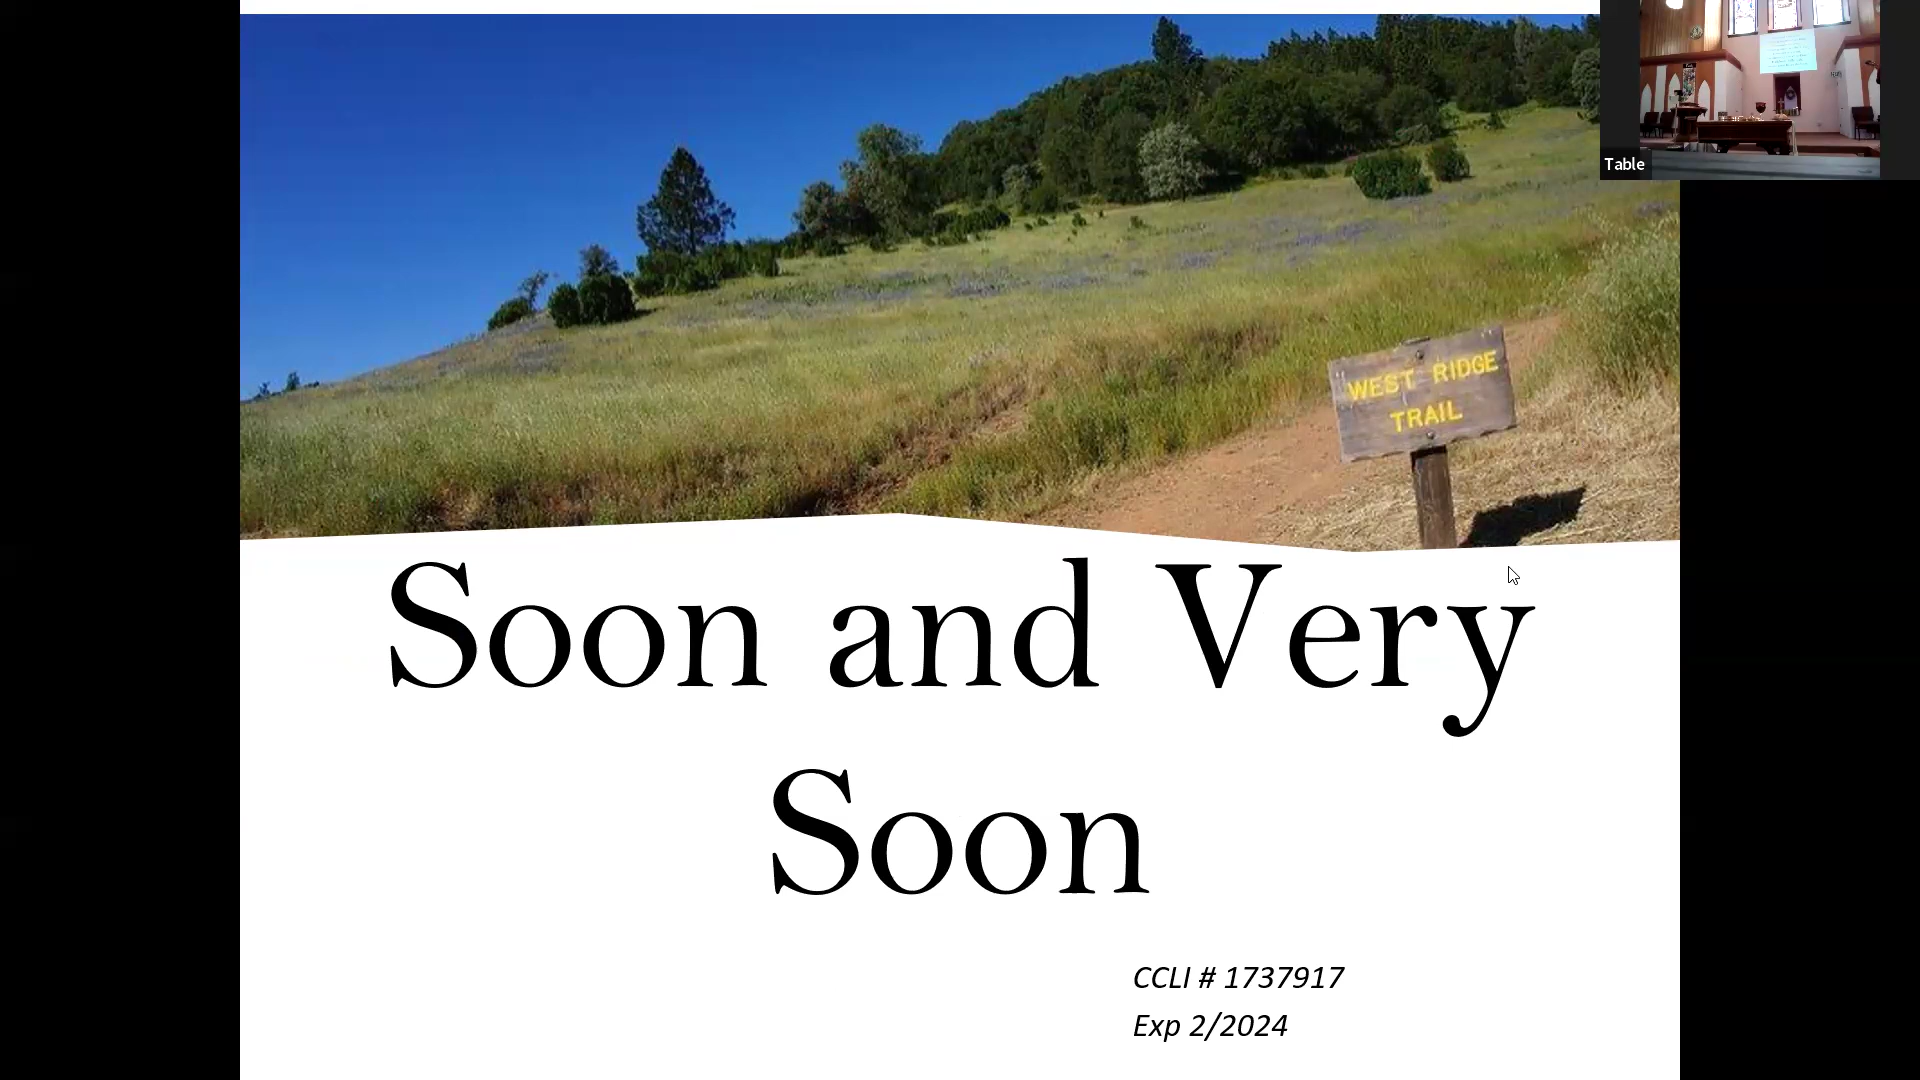 Table
WEST RIDGE
TRAIL
Soon and Very
Soon
CCLI # 1737917
Exp 2/2024